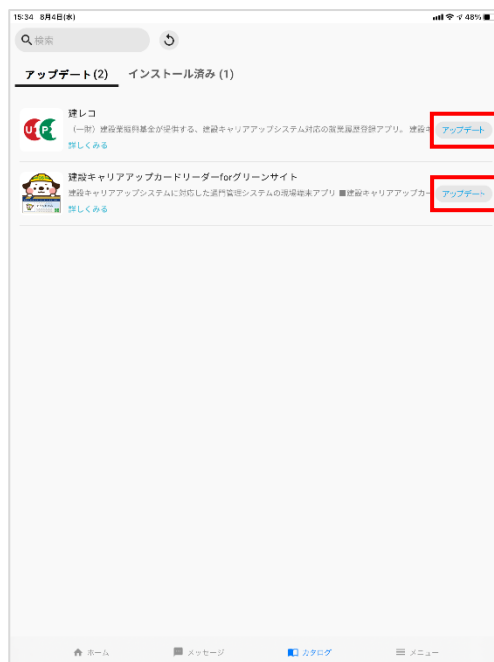 15:34 8月4日(水)
48%
検索
アップデート(2) インストール済み (1)
建レコ
(一財)建設業振興基金が提供する、建設キャリアアップシステム対応の就業履歴登録アプリ。 建設キ
アップデート
詳しくみる
建設キャリアアップカードリーダーforグリーンサイト
建設キャリアアップシステムに対応した通門管理システムの現場端末アプリ ■建設キャリアアップカー
アップデート
詳しくみる
ホーム メッセージ カタログ メニュー